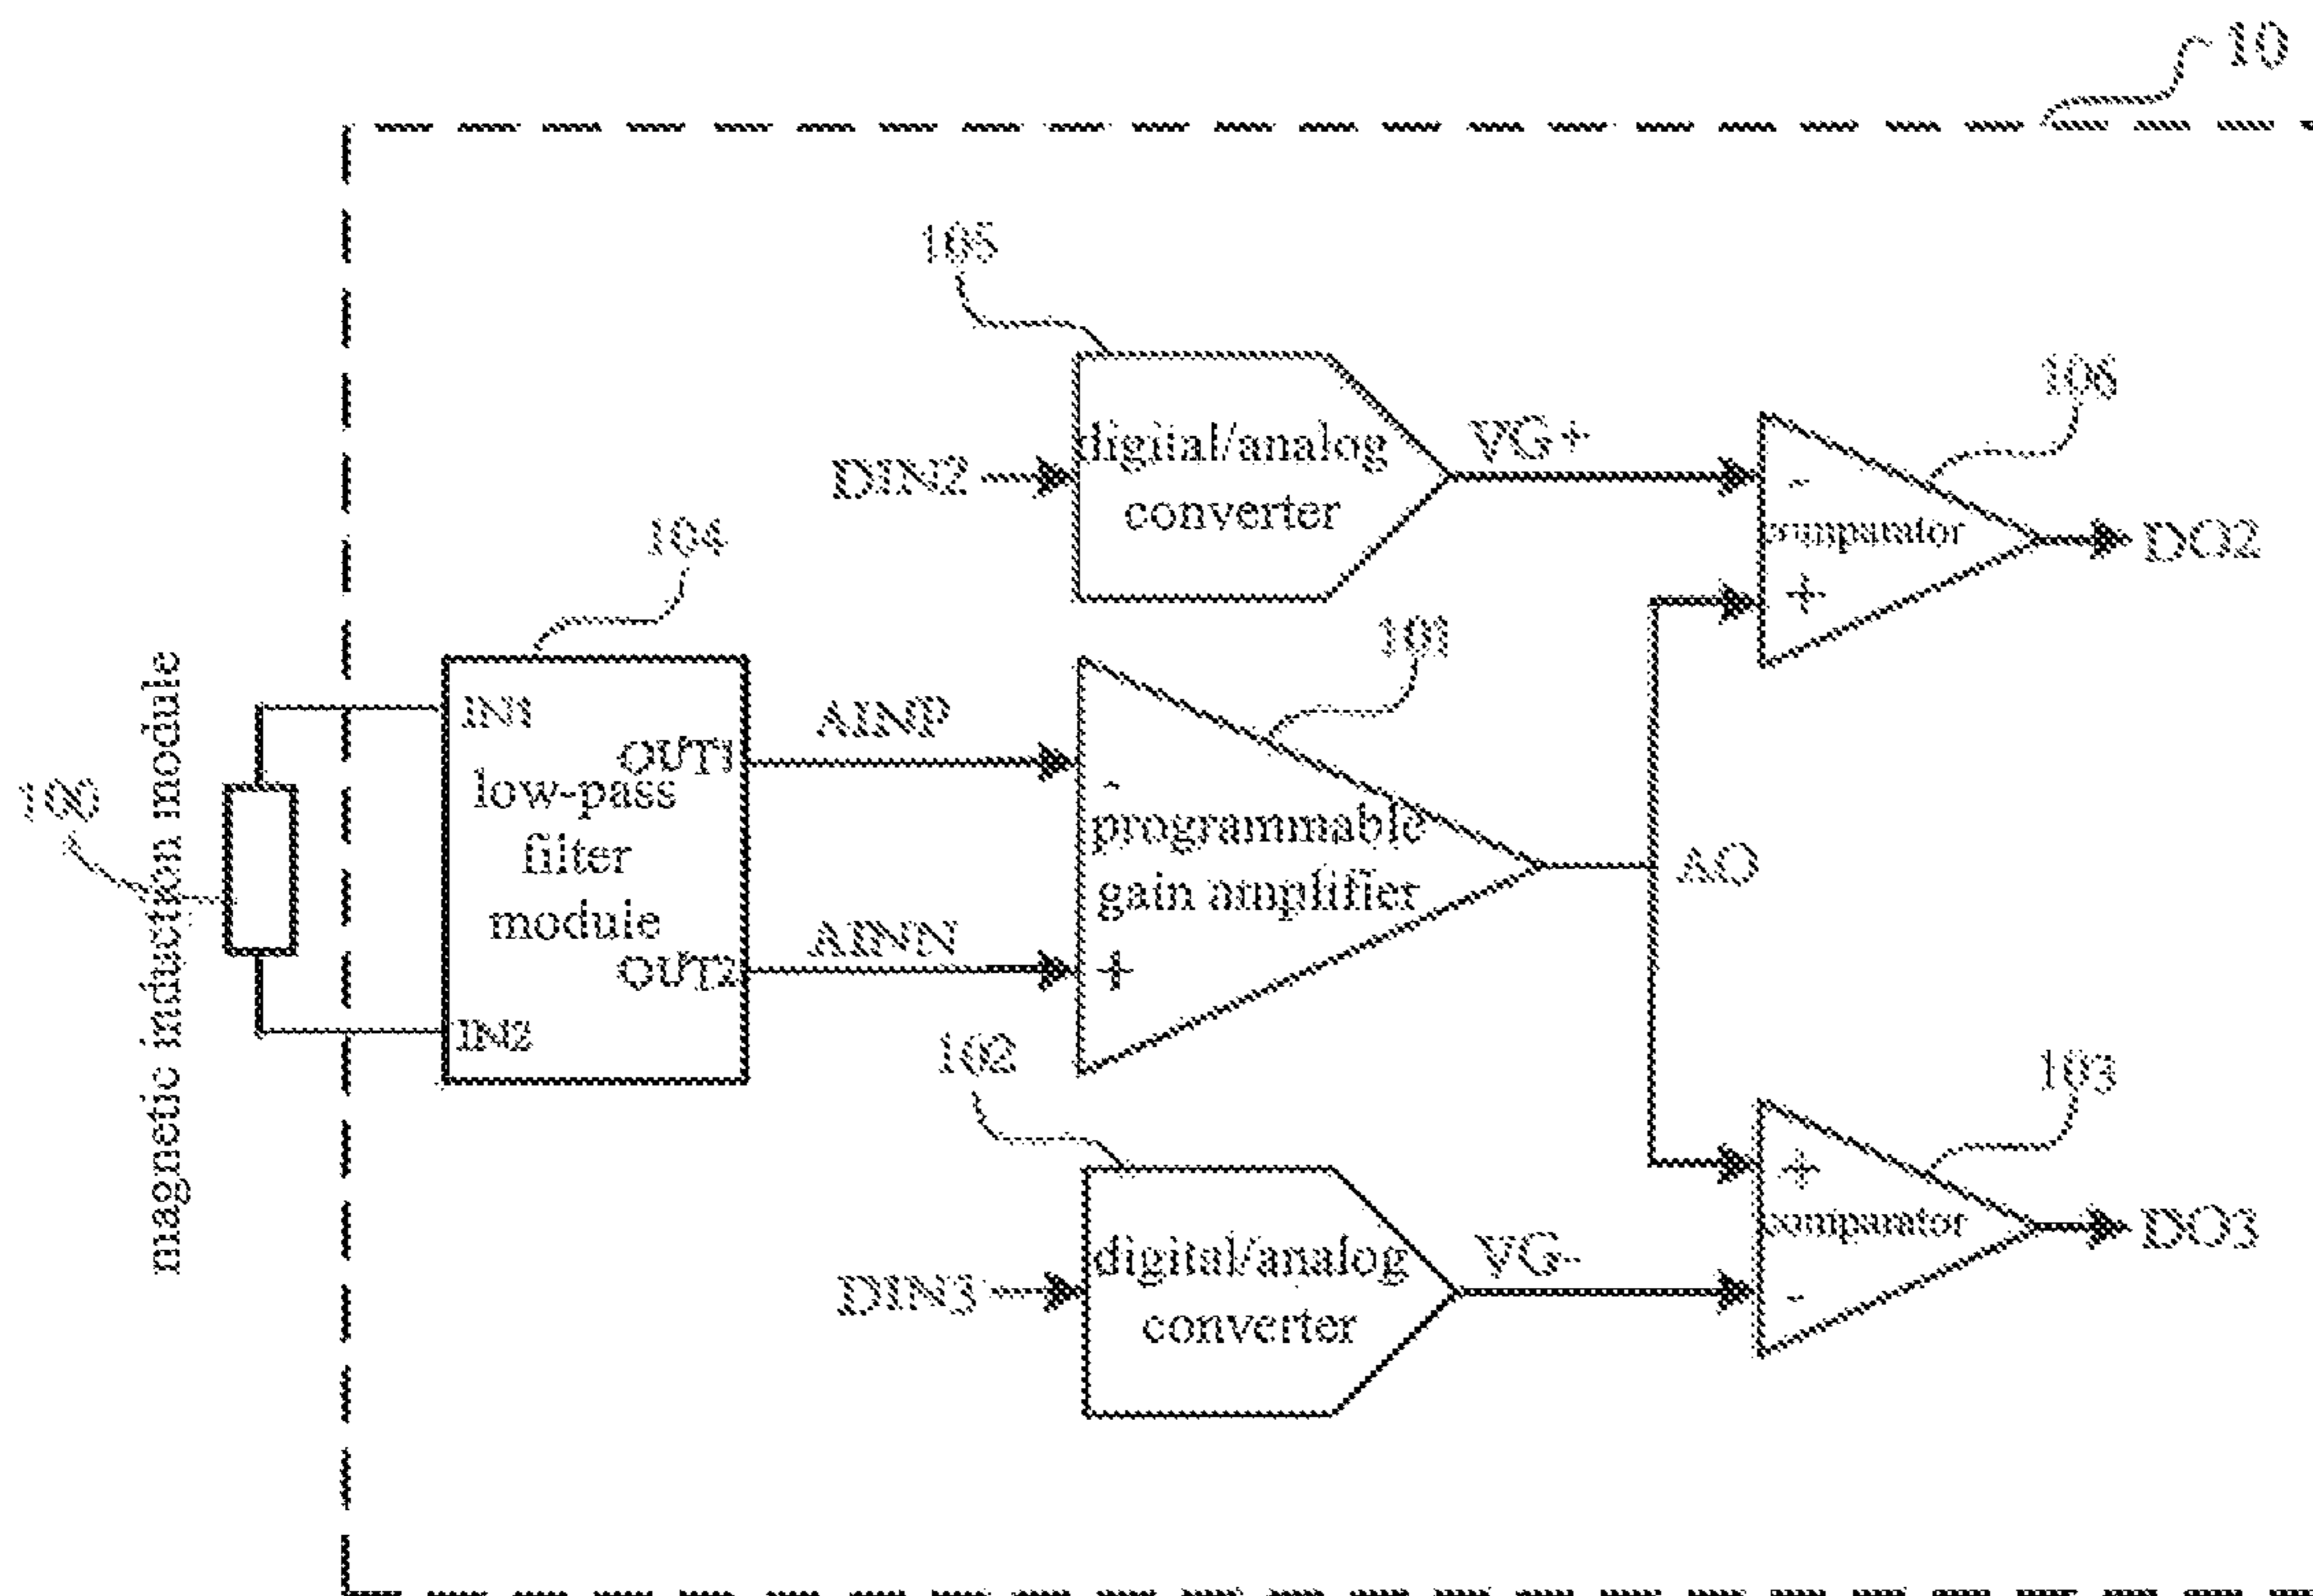 10
105
106
digital/analog
converter
DIN2
VG+
-
comparator
+
DO2
104
101
magnetic induction module
100
IN1
OUT1
low-pass
filter
module
OUT2
IN2
AINP
AINN
-
programmable
gain amplifier
+
AO
102
103
digital/analog
converter
DIN3
VG-
+
comparator
-
DO3